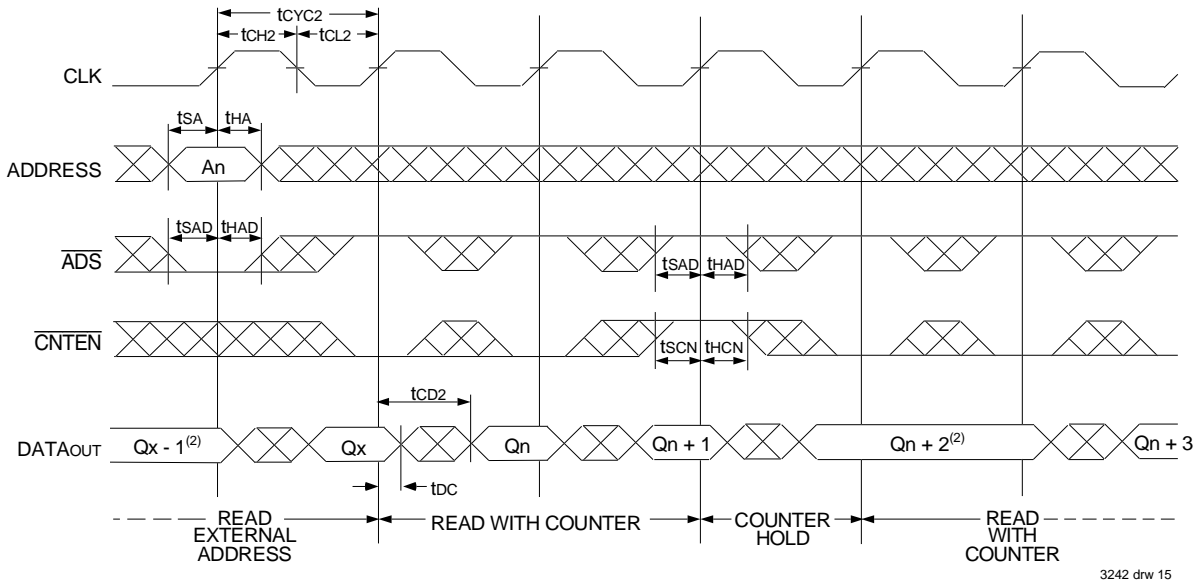 tCYC2
tCH2 tCL2
CLK
tSA tHA
ADDRESS An
tSAD tHAD
ADS
tSAD tHAD
CNTEN
tSCN tHCN
tCD2
DATAOUT Qx - 1(2) Qx Qn Qn + 1 Qn + 2(2) Qn + 3
tDC
READ EXTERNAL ADDRESS
READ WITH COUNTER
COUNTER HOLD
READ WITH COUNTER
3242 drw 15